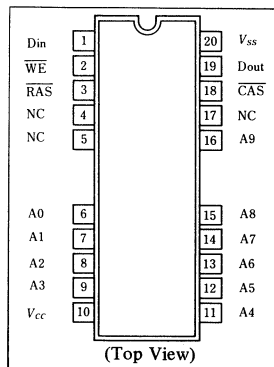 Din 1 20 Vss
WE 2 19 Dout
RAS 3 18 CAS
NC 4 17 NC
NC 5 16 A9
A0 6 15 A8
A1 7 14 A7
A2 8 13 A6
A3 9 12 A5
Vcc 10 11 A4
(Top View)